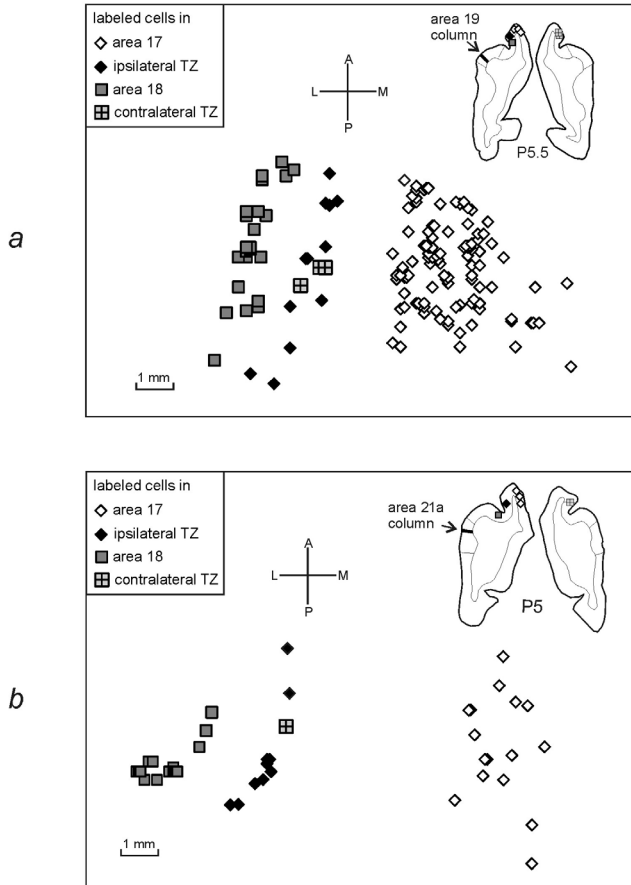 a
labeled cells in
area 17
ipsilateral TZ
area 18
contralateral TZ
A
L M
P
area 19
column
P5.5
1 mm
b
labeled cells in
area 17
ipsilateral TZ
area 18
contralateral TZ
A
L M
P
area 21a
column
P5
1 mm